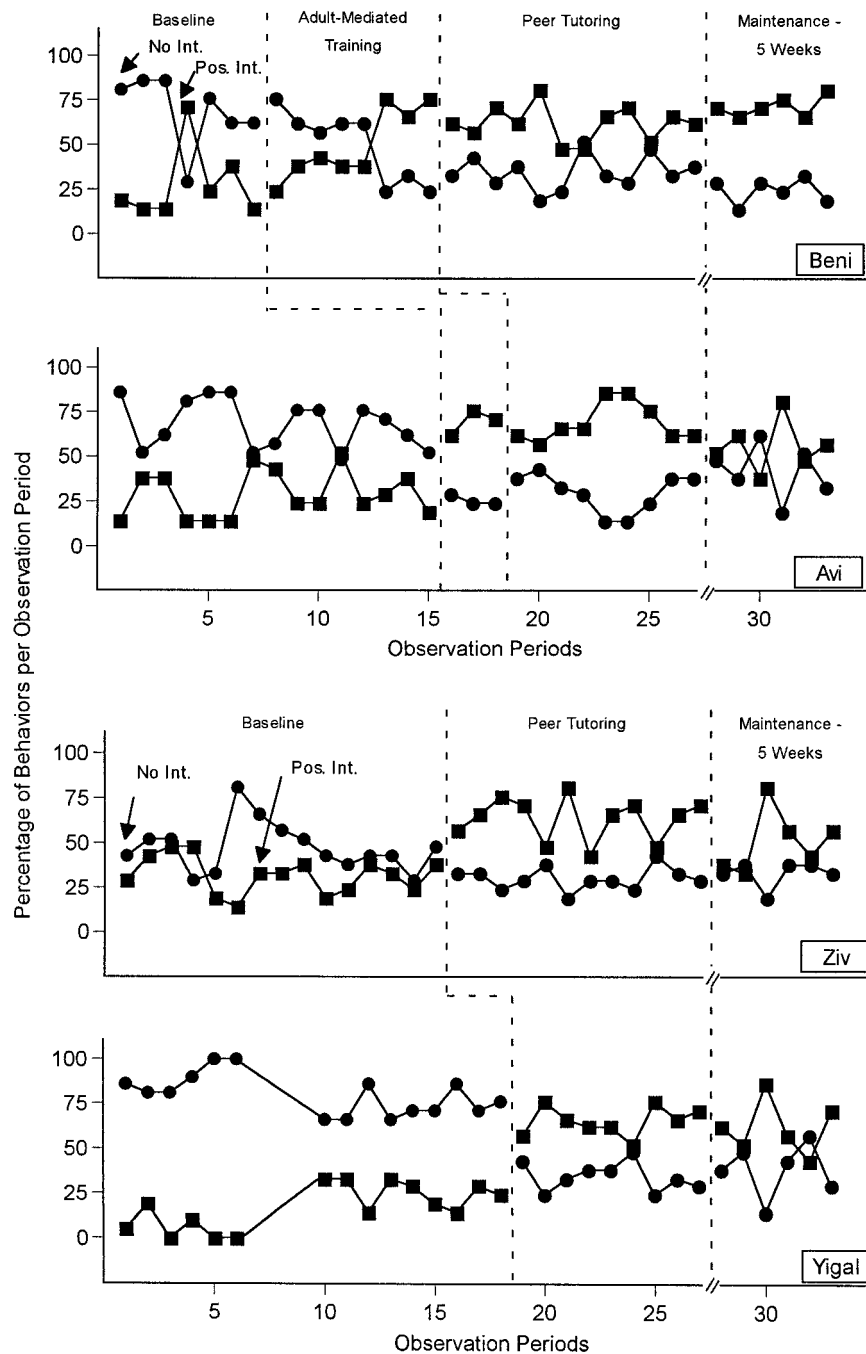 Baseline
Adult-Mediated
Training
Peer Tutoring
Maintenance -
5 Weeks
No Int.
Pos. Int.
100
75
50
25
0
Beni
100
75
50
25
0
Avi
5
10
15
20
25
30
Observation Periods
Percentage of Behaviors per Observation Period
Baseline
Peer Tutoring
Maintenance -
5 Weeks
No Int.
Pos. Int.
100
75
50
25
0
Ziv
100
75
50
25
0
Yigal
5
10
15
20
25
30
Observation Periods